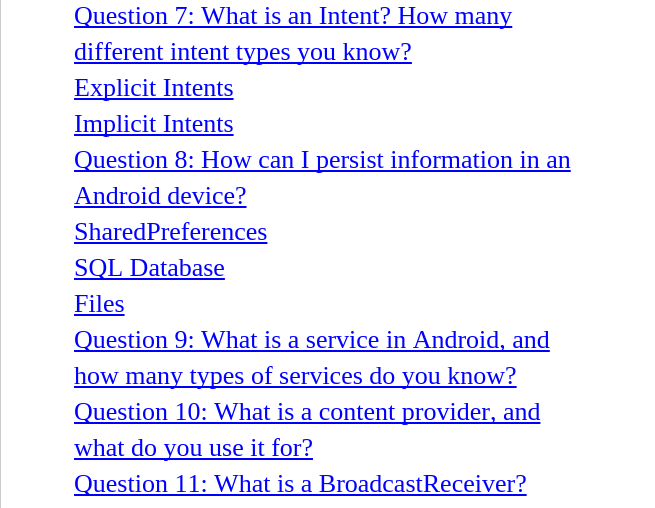 Question 7: What is an Intent? How many
different intent types you know?
Explicit Intents
Implicit Intents
Question 8: How can I persist information in an
Android device?
SharedPreferences
SQL Database
Files
Question 9: What is a service in Android, and
how many types of services do you know?
Question 10: What is a content provider, and
what do you use it for?
Question 11: What is a BroadcastReceiver?